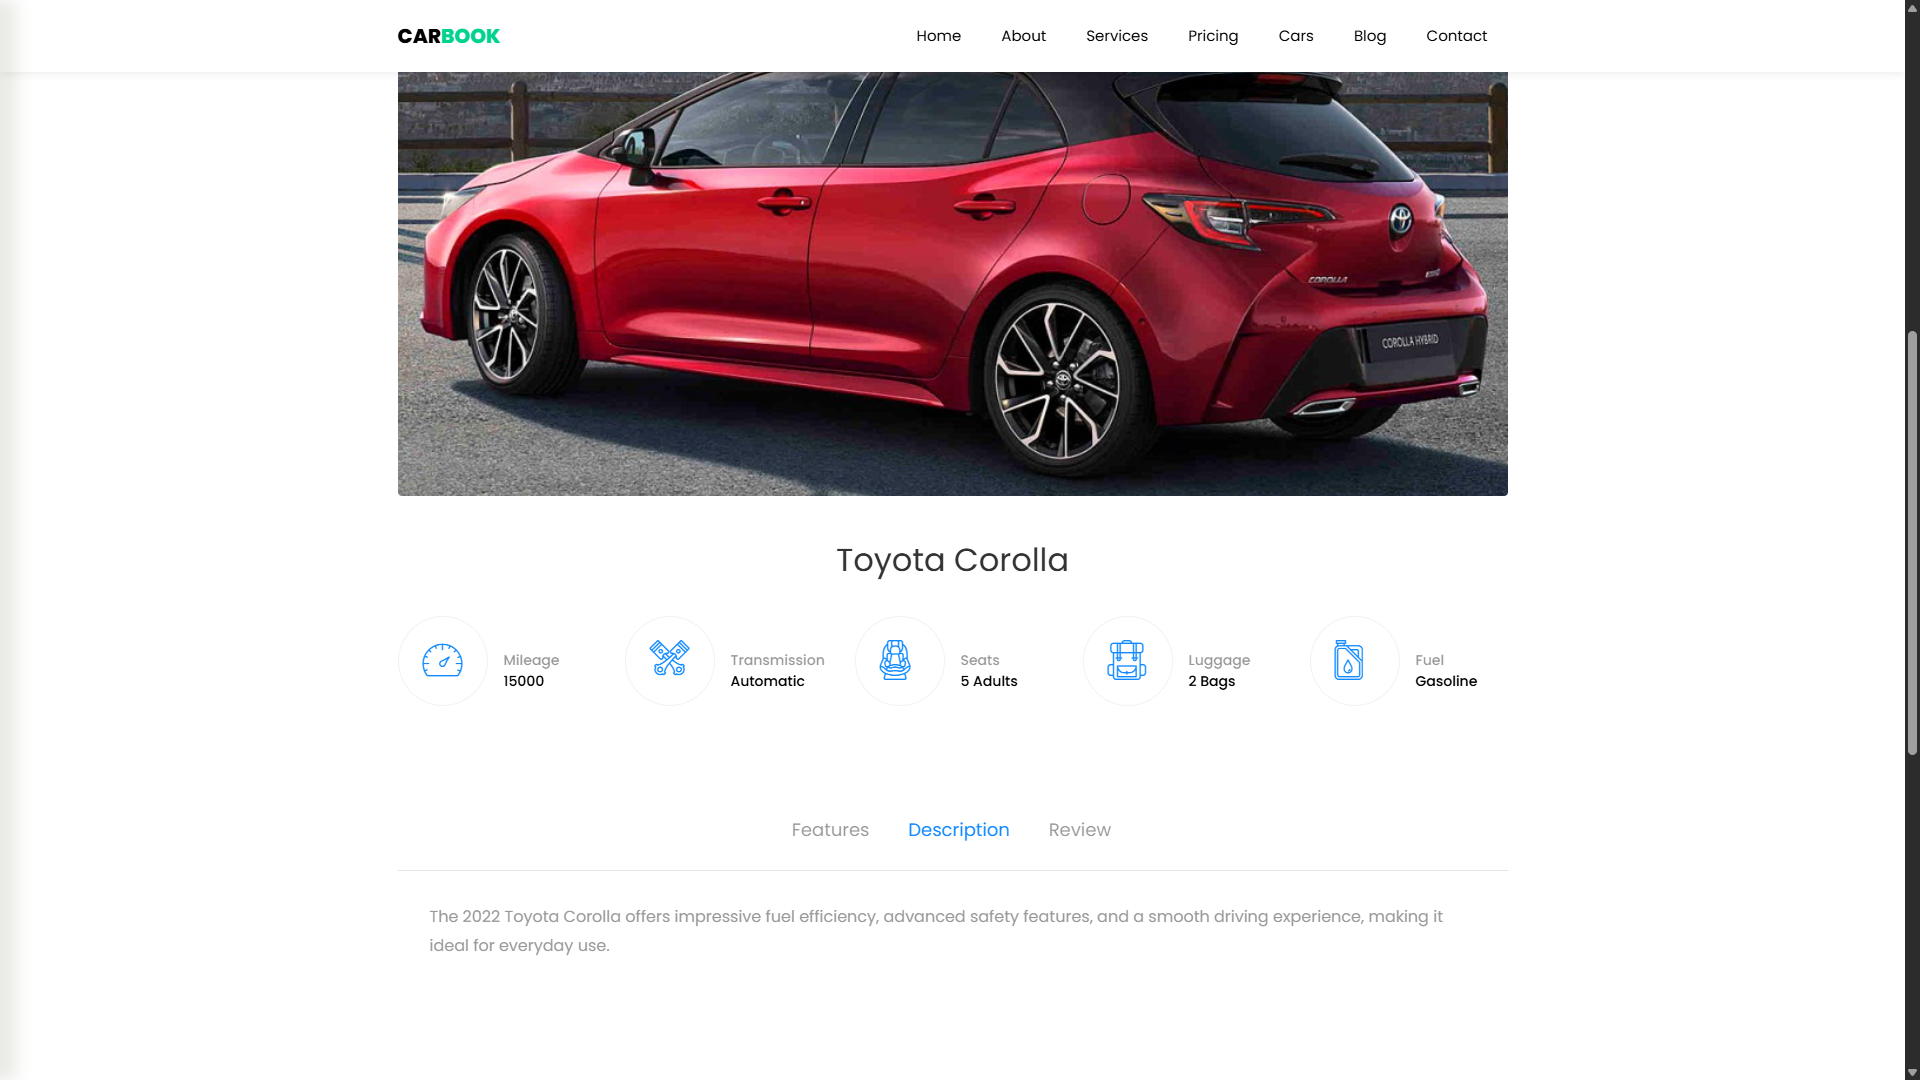 CARBOOK
Home About Services Pricing Cars Blog Contact
COROLLA
COROLLA HYBRID
Toyota Corolla
Mileage
15000
Transmission
Automatic
Seats
5 Adults
Luggage
2 Bags
Fuel
Gasoline
Features Description Review
The 2022 Toyota Corolla offers impressive fuel efficiency, advanced safety features, and a smooth driving experience, making it
ideal for everyday use.